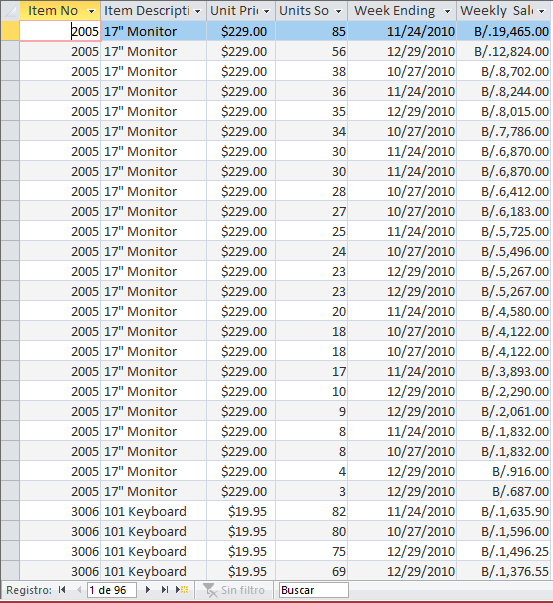 Item No Item Descripti Unit Pric Units So Week Ending Weekly Sale
2005 17" Monitor $229.00 85 11/24/2010 B/.19,465.00
2005 17" Monitor $229.00 56 12/29/2010 B/.12,824.00
2005 17" Monitor $229.00 38 10/27/2010 B/.8,702.00
2005 17" Monitor $229.00 36 11/24/2010 B/.8,244.00
2005 17" Monitor $229.00 35 12/29/2010 B/.8,015.00
2005 17" Monitor $229.00 34 10/27/2010 B/.7,786.00
2005 17" Monitor $229.00 30 11/24/2010 B/.6,870.00
2005 17" Monitor $229.00 30 11/24/2010 B/.6,870.00
2005 17" Monitor $229.00 28 10/27/2010 B/.6,412.00
2005 17" Monitor $229.00 27 10/27/2010 B/.6,183.00
2005 17" Monitor $229.00 25 11/24/2010 B/.5,725.00
2005 17" Monitor $229.00 24 10/27/2010 B/.5,496.00
2005 17" Monitor $229.00 23 12/29/2010 B/.5,267.00
2005 17" Monitor $229.00 23 12/29/2010 B/.5,267.00
2005 17" Monitor $229.00 20 11/24/2010 B/.4,580.00
2005 17" Monitor $229.00 18 10/27/2010 B/.4,122.00
2005 17" Monitor $229.00 18 10/27/2010 B/.4,122.00
2005 17" Monitor $229.00 17 11/24/2010 B/.3,893.00
2005 17" Monitor $229.00 10 12/29/2010 B/.2,290.00
2005 17" Monitor $229.00 9 12/29/2010 B/.2,061.00
2005 17" Monitor $229.00 8 11/24/2010 B/.1,832.00
2005 17" Monitor $229.00 8 10/27/2010 B/.1,832.00
2005 17" Monitor $229.00 4 12/29/2010 B/.916.00
2005 17" Monitor $229.00 3 12/29/2010 B/.687.00
3006 101 Keyboard $19.95 82 11/24/2010 B/.1,635.90
3006 101 Keyboard $19.95 80 10/27/2010 B/.1,596.00
3006 101 Keyboard $19.95 75 12/29/2010 B/.1,496.25
3006 101 Keyboard $19.95 69 12/29/2010 B/.1,376.55
Registro: 1 de 96 Sin filtro Buscar